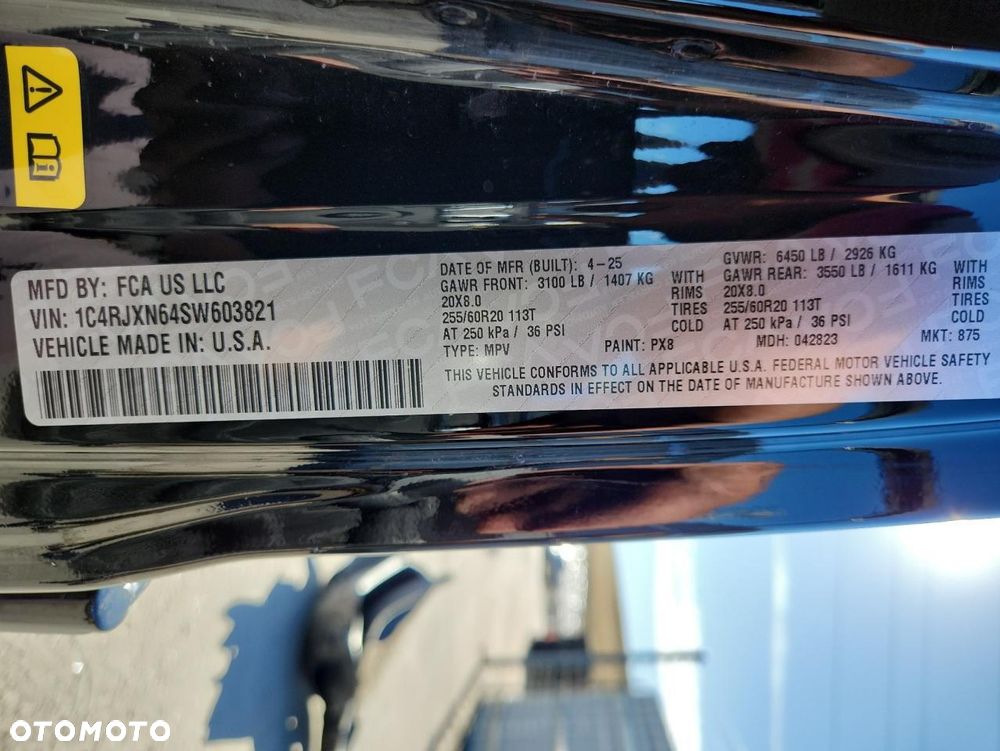 MFD BY: FCA US LLC
VIN: 1C4RJXN64SW603821
VEHICLE MADE IN: U.S.A.
DATE OF MFR (BUILT): 4-25
GVWR: 6450 LB / 2926 KG
GAWR FRONT: 3100 LB / 1407 KG WITH
GAWR REAR: 3550 LB / 1611 KG WITH
20X8.0 RIMS
20X8.0 RIMS
255/60R20 113T TIRES
255/60R20 113T TIRES
AT 250 kPa / 36 PSI COLD
AT 250 kPa / 36 PSI COLD
TYPE: MPV PAINT: PX8 MDH: 042823 MKT: 875
THIS VEHICLE CONFORMS TO ALL APPLICABLE U.S.A. FEDERAL MOTOR VEHICLE SAFETY
STANDARDS IN EFFECT ON THE DATE OF MANUFACTURE SHOWN ABOVE.
OTOMOTO